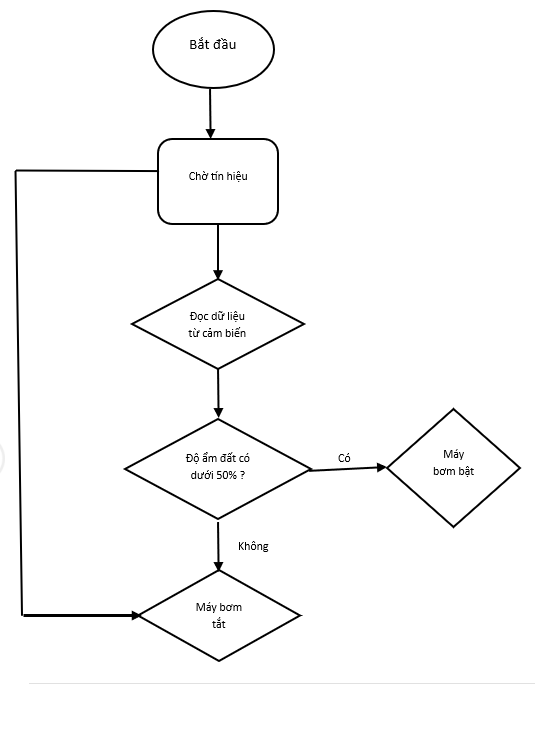 Bắt đầu
Chờ tín hiệu
Đọc dữ liệu
từ cảm biến
Độ ẩm đất có
dưới 50% ?
Có
Máy
bơm bật
Không
Máy bơm
tắt